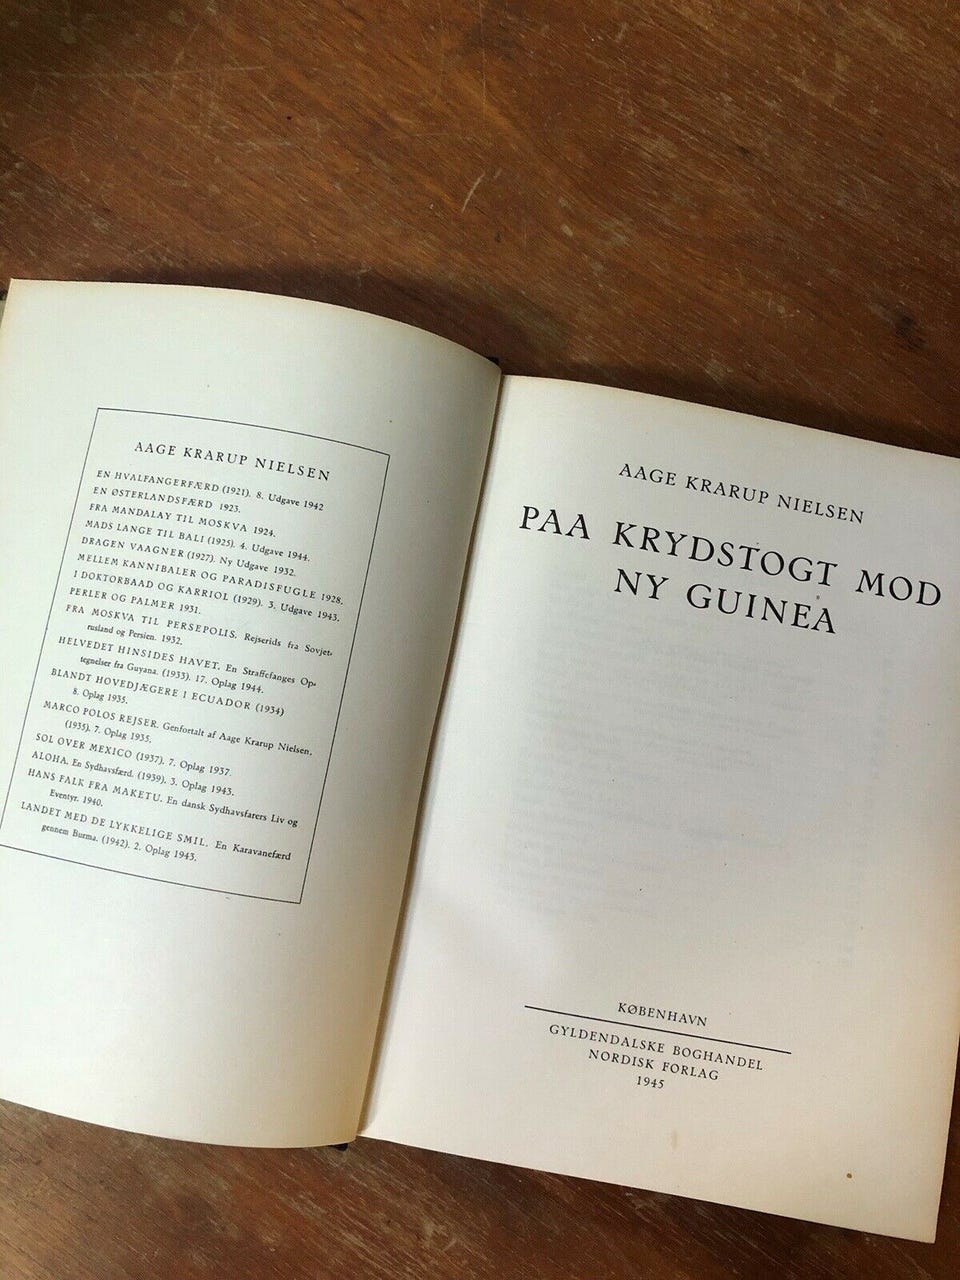 AAGE KRARUP NIELSEN
EN HVALFANGERFÆRD (1921). 8. Udgave 1942
EN ØSTERLANDSFÆRD 1923.
FRA MANDALAY TIL MOSKVA 1924.
MADS LANGE TIL BALI (1925). 4. Udgave 1944.
DRAGEN VAAGNER (1927). Ny Udgave 1932.
MELLEM KANNIBALER OG PARADISFUGLE 1928.
I DOKTORBAAD OG KARRIOL (1929). 3. Udgave 1943.
PERLER OG PALMER 1931.
FRA MOSKVA TIL PERSEPOLIS. Rejserids fra Sovjet-
rusland og Persien. 1932.
HELVEDET HINSIDES HAVET. En Straffefanges Op-
tegnelser fra Guyana. (1933). 17. Oplag 1944.
BLANDT HOVEDJÆGERE I ECUADOR (1934)
8. Oplag 1935.
MARCO POLOS REJSER. Genfortalt af Aage Krarup Nielsen.
(1935). 7. Oplag 1935.
SOL OVER MEXICO (1937). 7. Oplag 1937.
ALOHA. En Sydhavsfærd. (1939). 3. Oplag 1943.
HANS FALK FRA MAKETU. En dansk Sydhavsfarers Liv og
Eventyr. 1940.
LANDET MED DE LYKKELIGE SMIL. En Karavanefærd
gennem Burma. (1942). 2. Oplag 1943.
AAGE KRARUP NIELSEN
PAA KRYDSTOGT MOD
NY GUINEA
KØBENHAVN
GYLDENDALSKE BOGHANDEL
NORDISK FORLAG
1945